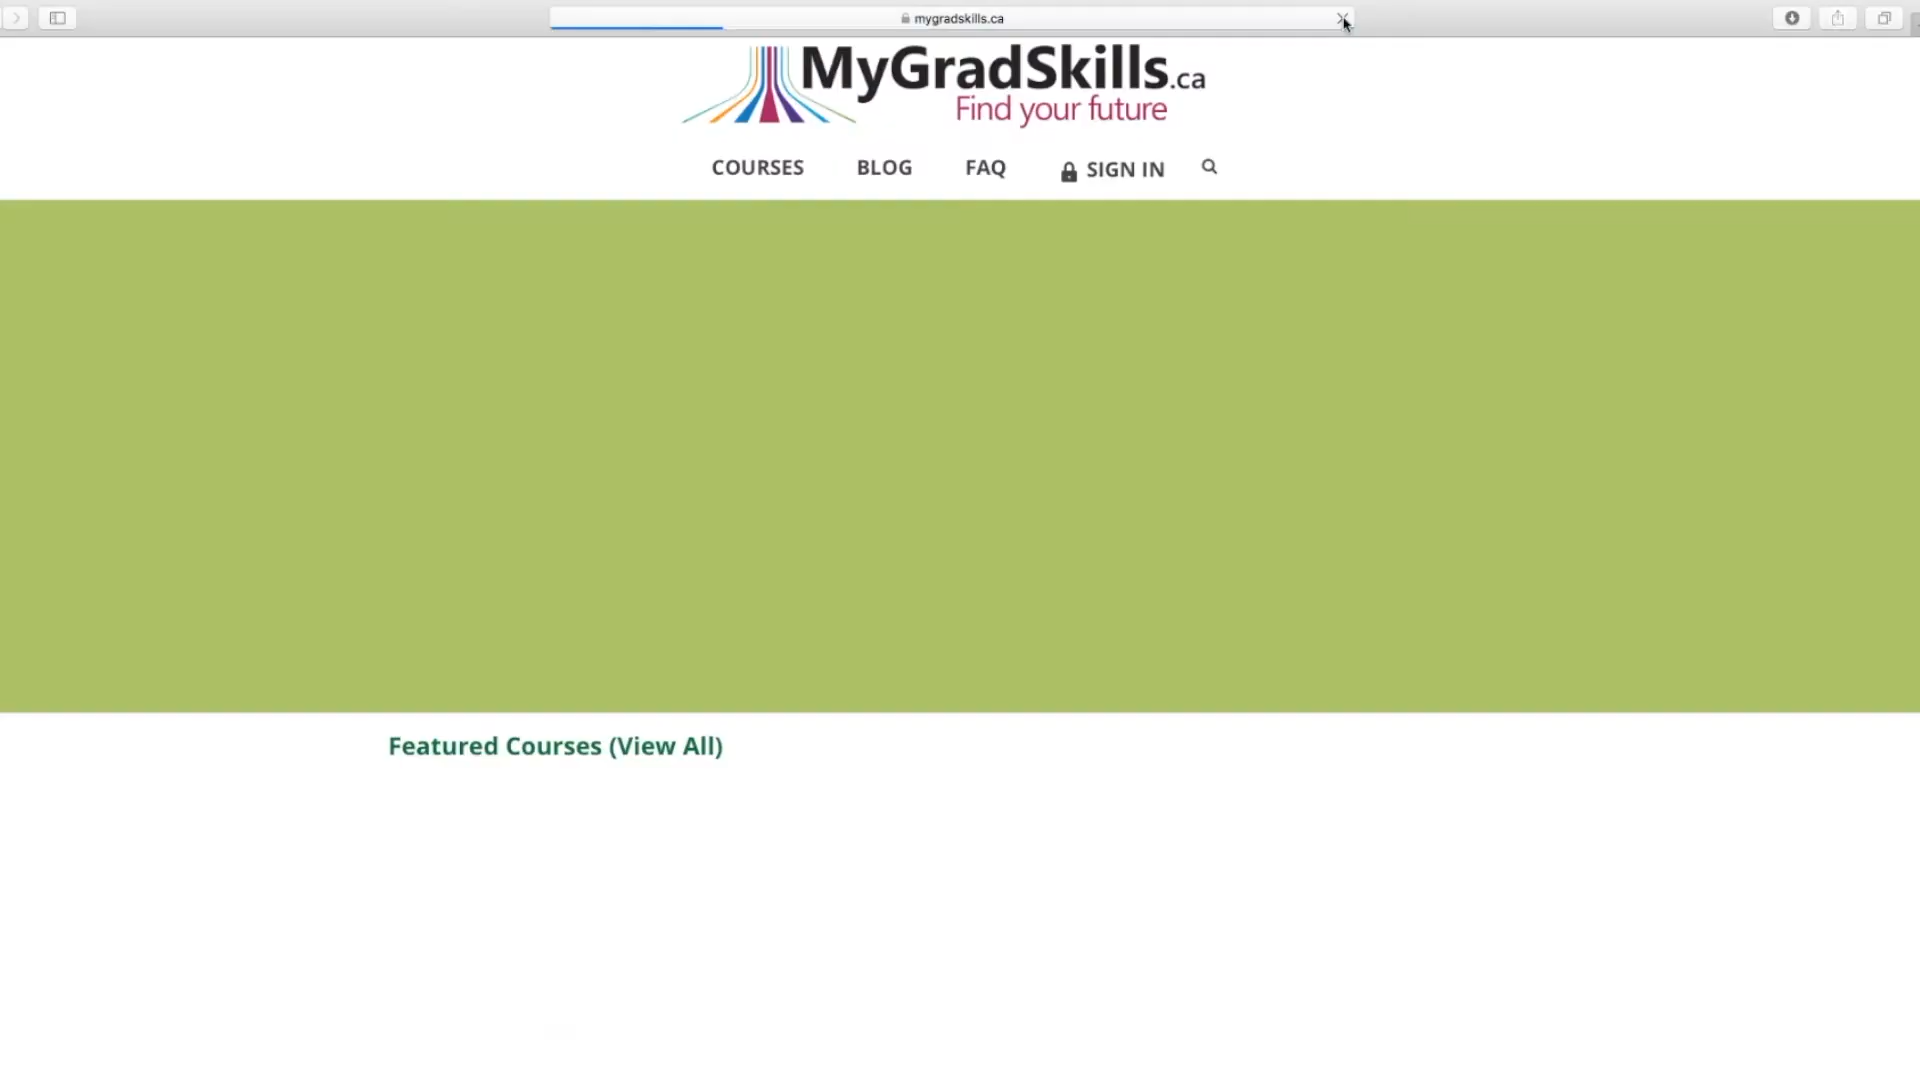 mygradskills.ca
MyGradSkills.ca
Find your future
COURSES BLOG FAQ SIGN IN
Featured Courses (View All)